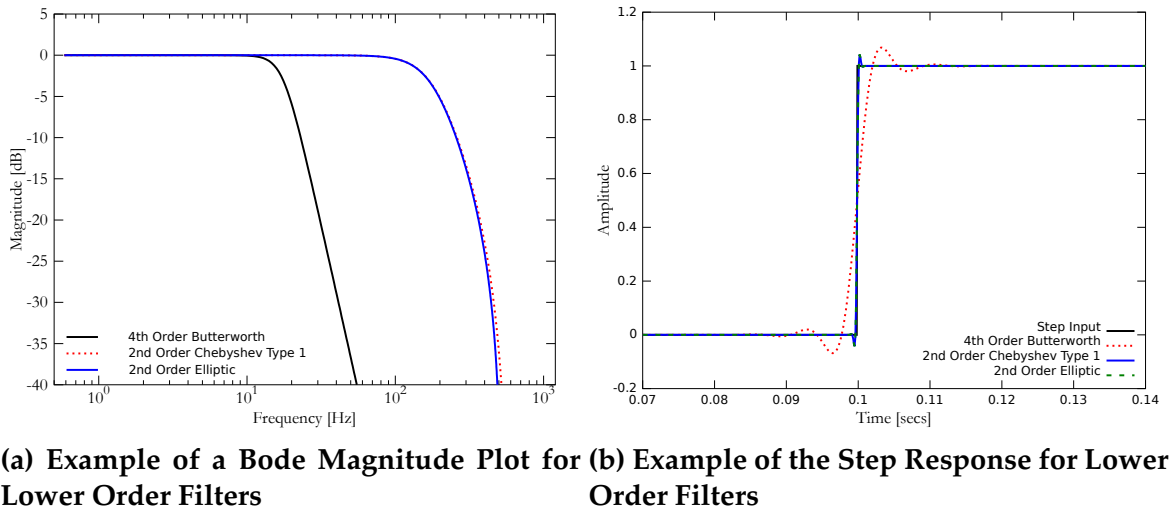 5
0
-5
-10
-15
-20
-25
-30
-35
-40
Magnitude [dB]
4th Order Butterworth
2nd Order Chebyshev Type 1
2nd Order Elliptic
10^0
10^1
10^2
10^3
Frequency [Hz]
1.2
1
0.8
0.6
0.4
0.2
0
-0.2
Amplitude
Step Input
4th Order Butterworth
2nd Order Chebyshev Type 1
2nd Order Elliptic
0.07
0.08
0.09
0.1
0.11
0.12
0.13
0.14
Time [secs]
(a) Example of a Bode Magnitude Plot for
Lower Order Filters
(b) Example of the Step Response for Lower
Order Filters